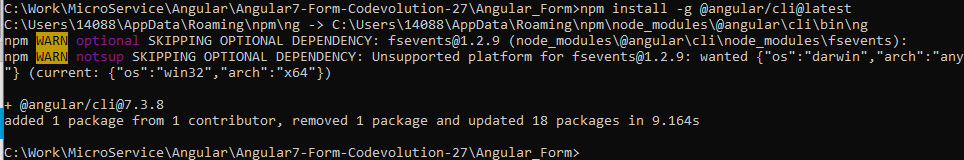 C:\Work\MicroService\Angular\Angular7-Form-Codevolution-27\Angular_Form>npm install -g @angular/cli@latest
C:\Users\14088\AppData\Roaming\npm\ng -> C:\Users\14088\AppData\Roaming\npm\node_modules\@angular\cli\bin\ng
npm WARN optional SKIPPING OPTIONAL DEPENDENCY: fsevents@1.2.9 (node_modules\@angular\cli\node_modules\fsevents):
npm WARN notsup SKIPPING OPTIONAL DEPENDENCY: Unsupported platform for fsevents@1.2.9: wanted {"os":"darwin","arch":"any
"} (current: {"os":"win32","arch":"x64"})
+ @angular/cli@7.3.8
added 1 package from 1 contributor, removed 1 package and updated 18 packages in 9.164s
C:\Work\MicroService\Angular\Angular7-Form-Codevolution-27\Angular_Form>